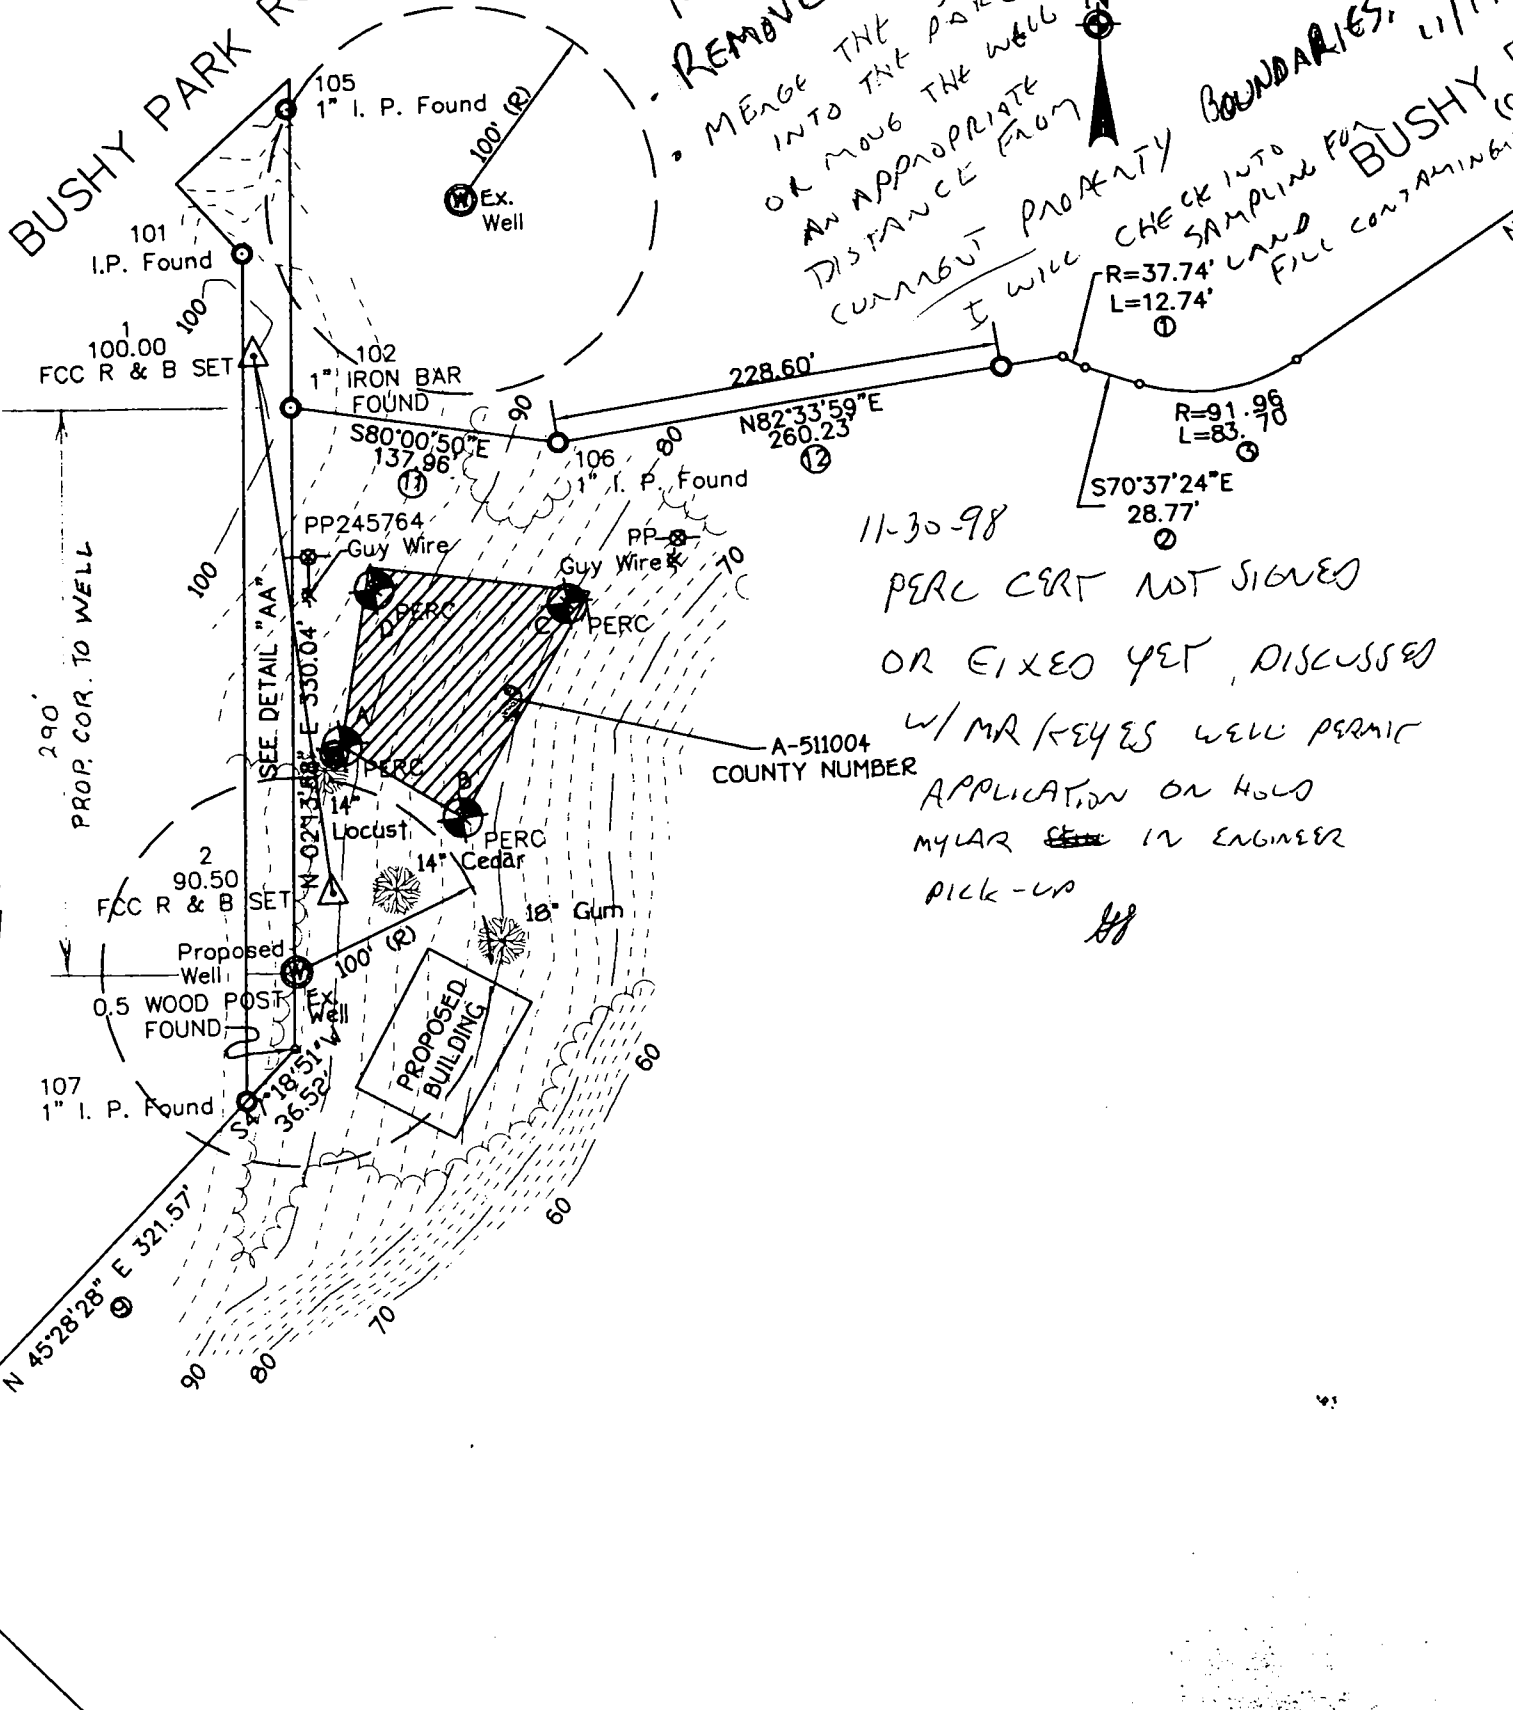 BUSHY PARK
REMOVE
MERGE THE
INTO THE
OR MOVE THE WELL
AN APPROPRIATE
DISTANCE FROM
CURRENT PROPERTY BOUNDARIES.
I WILL CHECK INTO
SAMPLING FOR
LAND
FILL
BUSHY
105
1" I. P. Found
100' (R)
W Ex.
Well
101
I.P. Found
100
1
100.00
FCC R & B SET
102
1" IRON BAR
FOUND
S80°00'50"E
137.96'
11
90
106
1" I. P. Found
228.60'
N82°33'59"E
260.23'
12
80
R=37.74'
L=12.74'
1
R=91.96
L=83.70
3
S70°37'24"E
28.77'
2
PP245764
Guy Wire
PP
Guy Wire
70
100
290'
PROP. COR. TO WELL
SEE DETAIL "AA"
D PERC
C PERC
A
PERC
B
PERC
A-511004
COUNTY NUMBER
11-30-98
PERC CERT NOT SIGNED
OR FIXED YET, DISCUSSED
W/ MR KEYES WELL PERMIT
APPLICATION ON HOLD
MYLAR IN ENGINEER
PICK-UP
14"
Locust
14" Cedar
18" Gum
2
90.50
FCC R & B SET
Proposed
Well
W
100' (R)
Ex.
Well
0.5 WOOD POST
FOUND
PROPOSED
BUILDING
107
1" I. P. Found
36.52'
60
60
N 45°28'28" E 321.57'
9
70
80
90